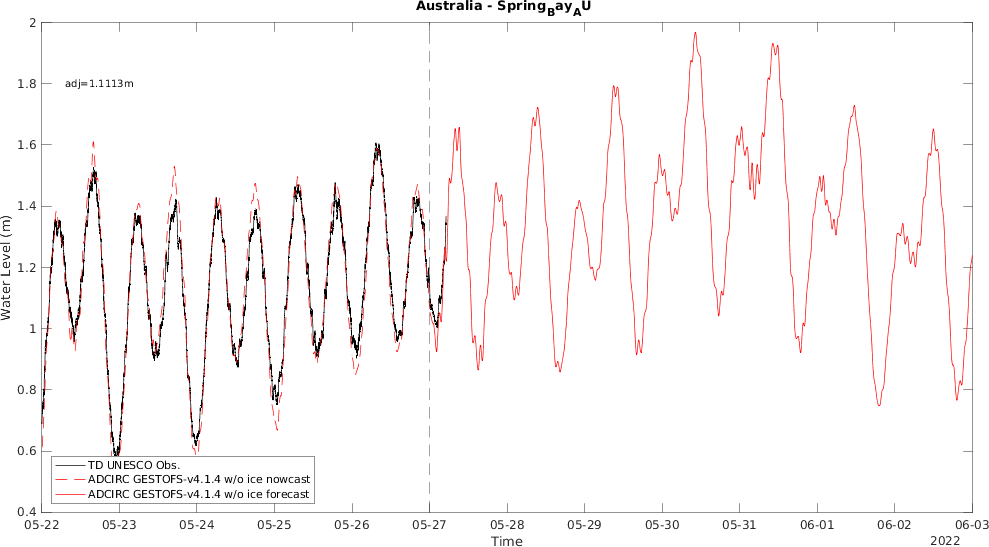 Australia - SpringBayAU
2
1.8
1.6
1.4
1.2
1
0.8
0.6
0.4
Water Level (m)
adj=1.1113m
TD UNESCO Obs.
ADCIRC GESTOFS-v4.1.4 w/o ice nowcast
ADCIRC GESTOFS-v4.1.4 w/o ice forecast
05-22 05-23 05-24 05-25 05-26 05-27 05-28 05-29 05-30 05-31 06-01 06-02 06-03
Time
2022